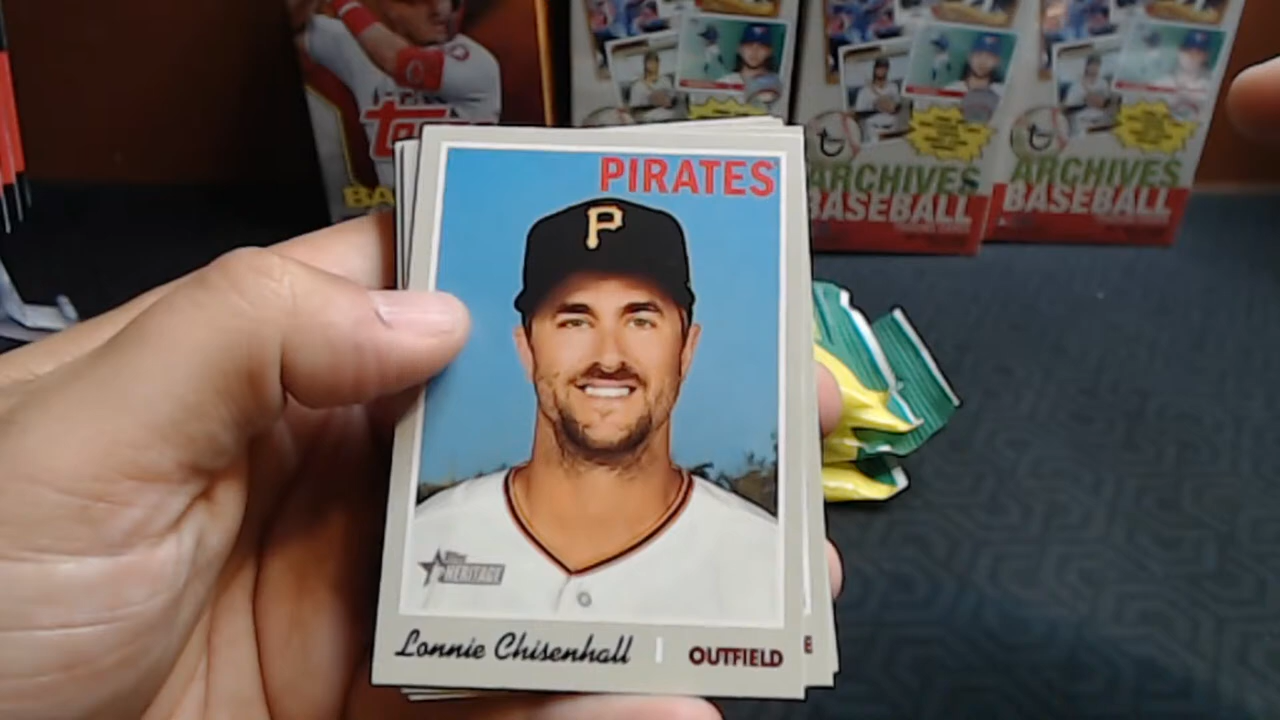 PIRATES
P
Topps
HERITAGE
Lonnie Chisenhall | OUTFIELD
ARCHIVES
BASEBALL
ARCHIVES
BASEBALL